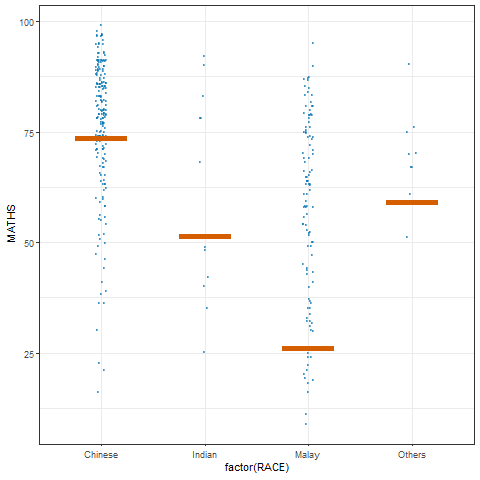 100
75
50
25
MATHS
Chinese
Indian
Malay
Others
factor(RACE)